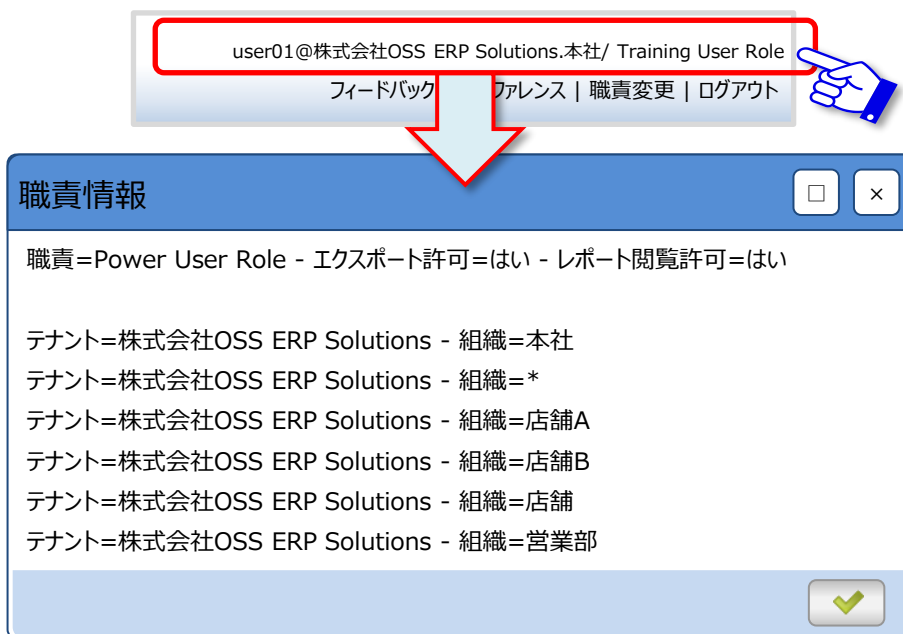 user01@株式会社OSS ERP Solutions.本社/ Training User Role
フィードバック ファレンス | 職責変更 | ログアウト
職責情報
職責=Power User Role - エクスポート許可=はい - レポート閲覧許可=はい
テナント=株式会社OSS ERP Solutions - 組織=本社
テナント=株式会社OSS ERP Solutions - 組織=*
テナント=株式会社OSS ERP Solutions - 組織=店舗A
テナント=株式会社OSS ERP Solutions - 組織=店舗B
テナント=株式会社OSS ERP Solutions - 組織=店舗
テナント=株式会社OSS ERP Solutions - 組織=営業部